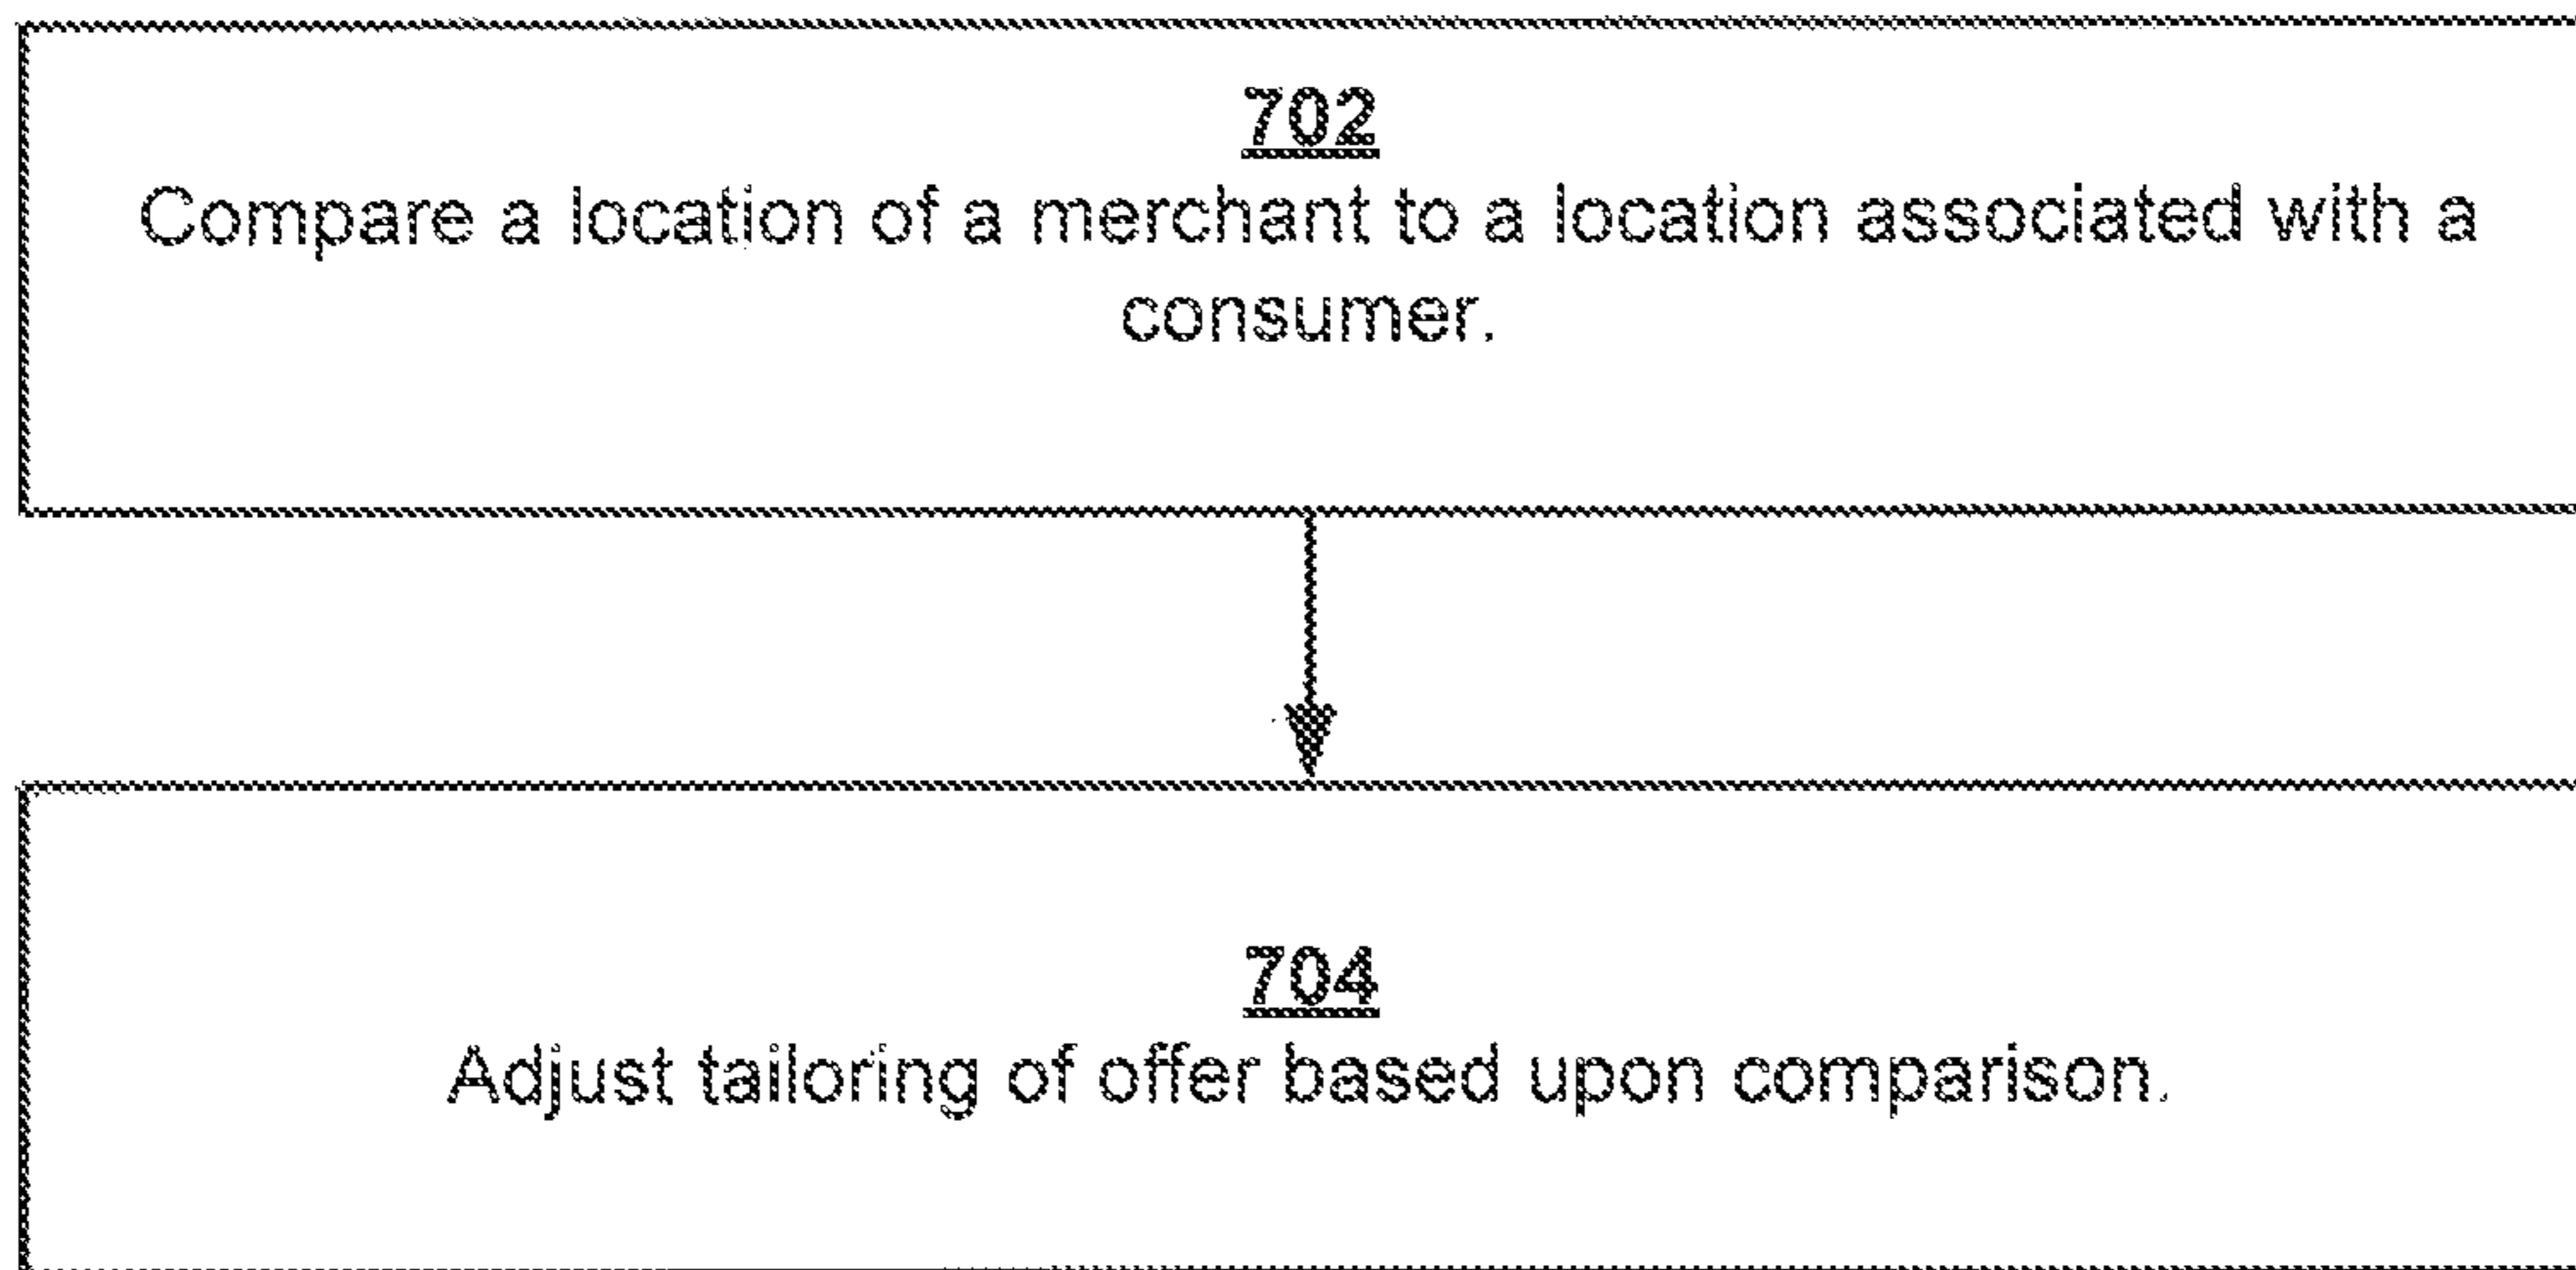 702
Compare a location of a merchant to a location associated with a
consumer.
704
Adjust tailoring of offer based upon comparison.